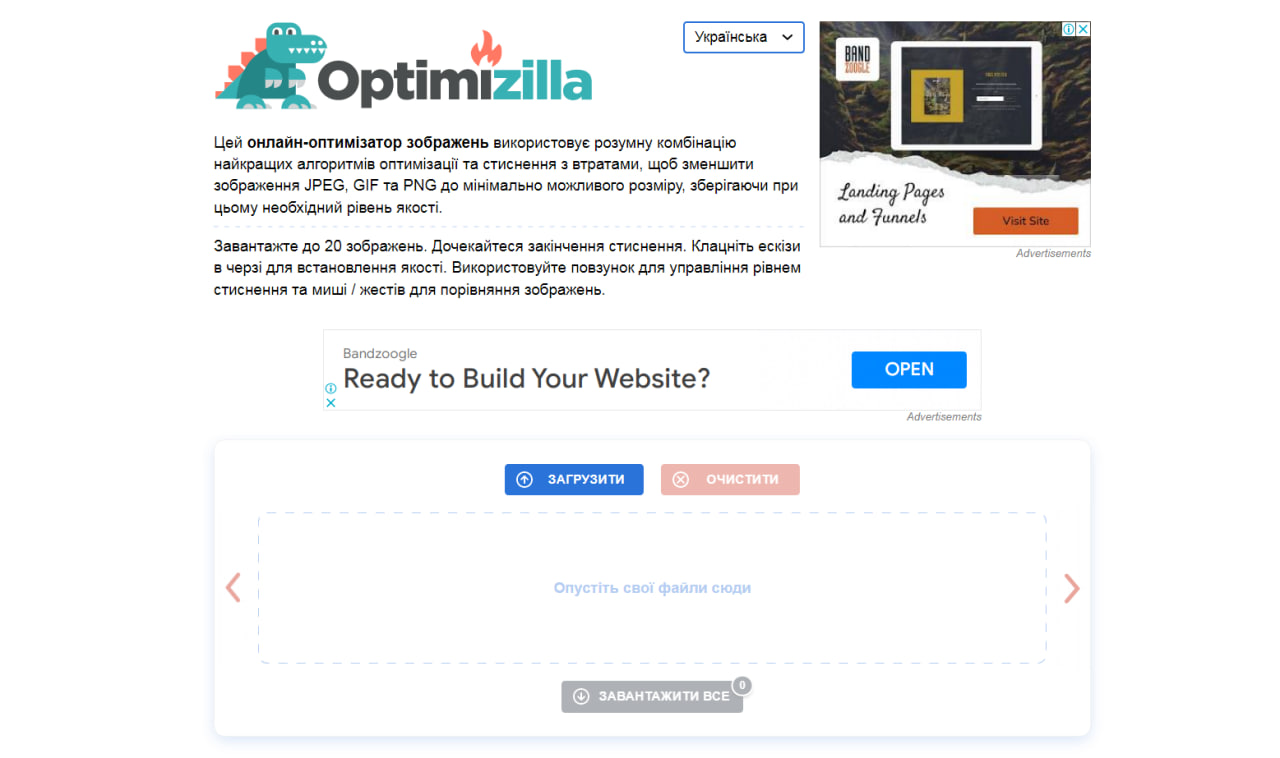 Optimizilla
Українська
Цей онлайн-оптимізатор зображень використовує розумну комбінацію
найкращих алгоритмів оптимізації та стиснення з втратами, щоб зменшити
зображення JPEG, GIF та PNG до мінімально можливого розміру, зберігаючи при
цьому необхідний рівень якості.
Завантажте до 20 зображень. Дочекайтеся закінчення стиснення. Клацніть ескізи
в черзі для встановлення якості. Використовуйте повзунок для управління рівнем
стиснення та миші / жестів для порівняння зображень.
BAND
ZOOGLE
Landing Pages
and Funnels
Visit Site
Advertisements
Bandzoogle
Ready to Build Your Website?
OPEN
Advertisements
ЗАГРУЗИТИ
ОЧИСТИТИ
Опустіть свої файли сюди
ЗАВАНТАЖИТИ ВСЕ
0